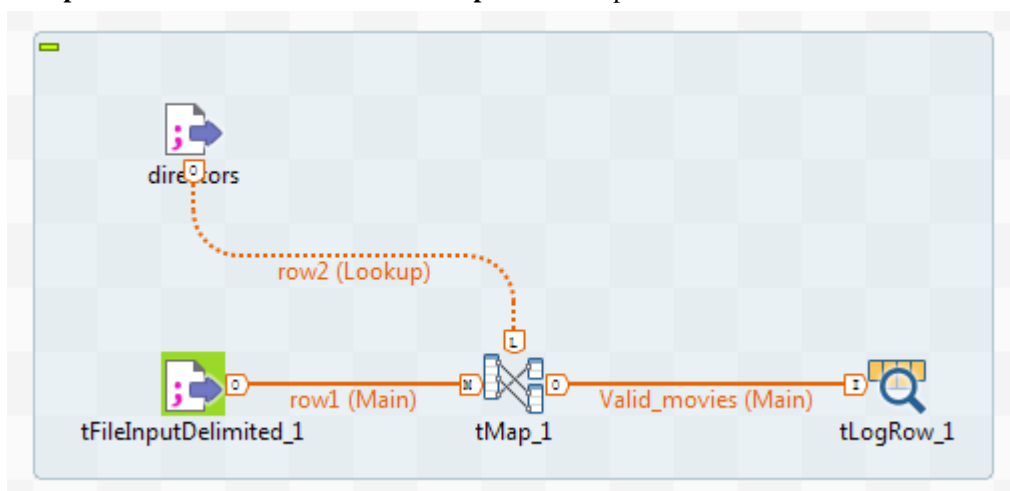 directors
row2 (Lookup)
L
O
row1 (Main)
M
O
Valid_movies (Main)
I
tFileInputDelimited_1
tMap_1
tLogRow_1